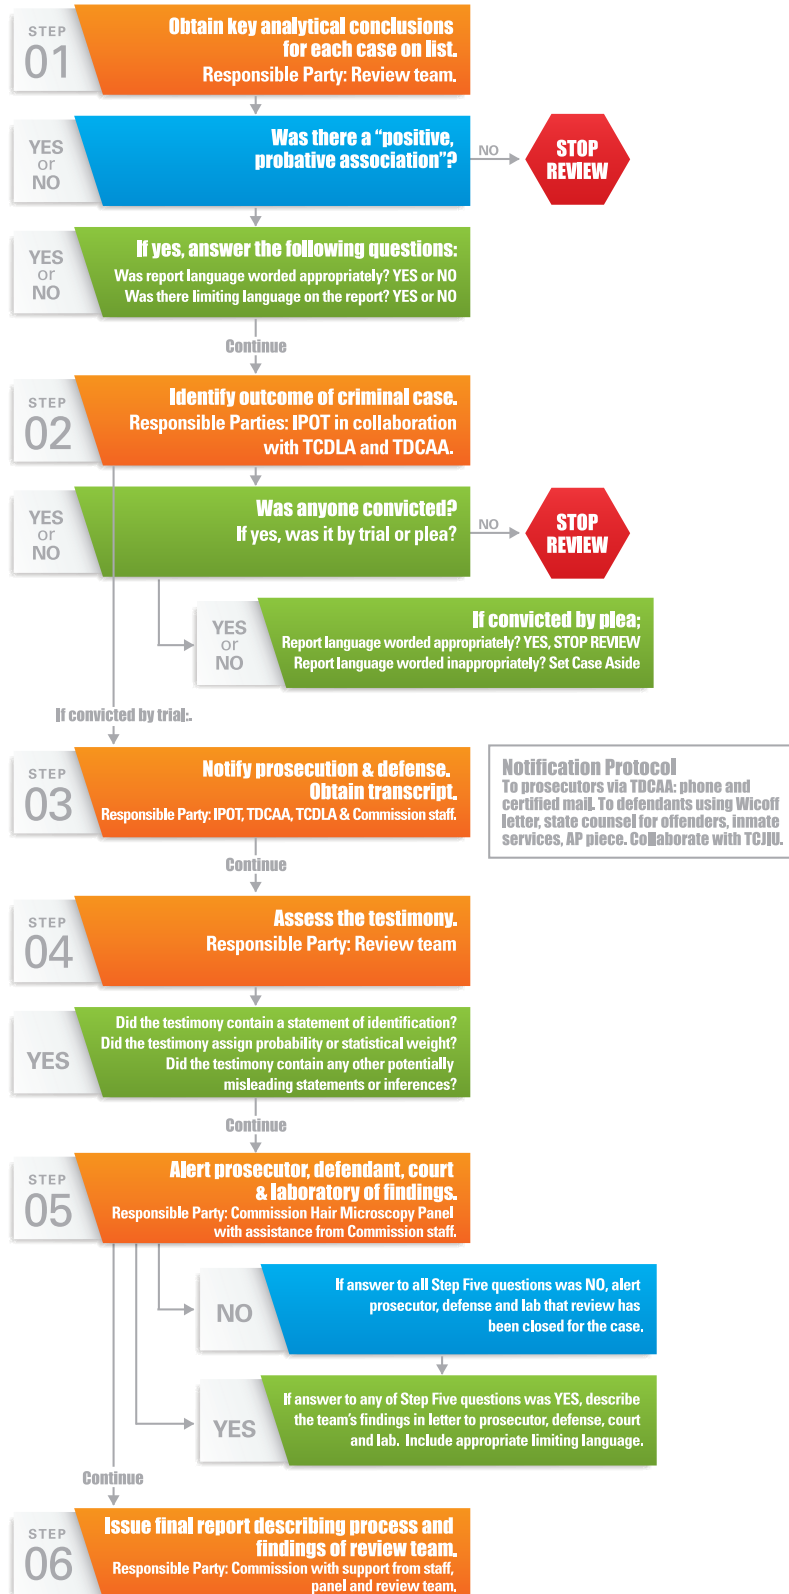 STEP
01
Obtain key analytical conclusions
for each case on list.
Responsible Party: Review team.
YES
or
NO
Was there a “positive,
probative association”?
NO
STOP
REVIEW
YES
or
NO
If yes, answer the following questions:
Was report language worded appropriately? YES or NO
Was there limiting language on the report? YES or NO
Continue
STEP
02
Identify outcome of criminal case.
Responsible Parties: IPOT in collaboration
with TCDLA and TDCAA.
YES
or
NO
Was anyone convicted?
If yes, was it by trial or plea?
NO
STOP
REVIEW
YES
or
NO
If convicted by plea;
Report language worded appropriately? YES, STOP REVIEW
Report language worded inappropriately? Set Case Aside
If convicted by trial:.
STEP
03
Notify prosecution & defense.
Obtain transcript.
Responsible Party: IPOT, TDCAA, TCDLA & Commission staff.
Notification Protocol
To prosecutors via TDCAA: phone and
certified mail. To defendants using Wicoff
letter, state counsel for offenders, inmate
services, AP piece. Collaborate with TCJIU.
Continue
STEP
04
Assess the testimony.
Responsible Party: Review team
YES
Did the testimony contain a statement of identification?
Did the testimony assign probability or statistical weight?
Did the testimony contain any other potentially
misleading statements or inferences?
Continue
STEP
05
Alert prosecutor, defendant, court
& laboratory of findings.
Responsible Party: Commission Hair Microscopy Panel
with assistance from Commission staff.
NO
If answer to all Step Five questions was NO, alert
prosecutor, defense and lab that review has
been closed for the case.
YES
If answer to any of Step Five questions was YES, describe
the team’s findings in letter to prosecutor, defense, court
and lab. Include appropriate limiting language.
Continue
STEP
06
Issue final report describing process and
findings of review team.
Responsible Party: Commission with support from staff,
panel and review team.